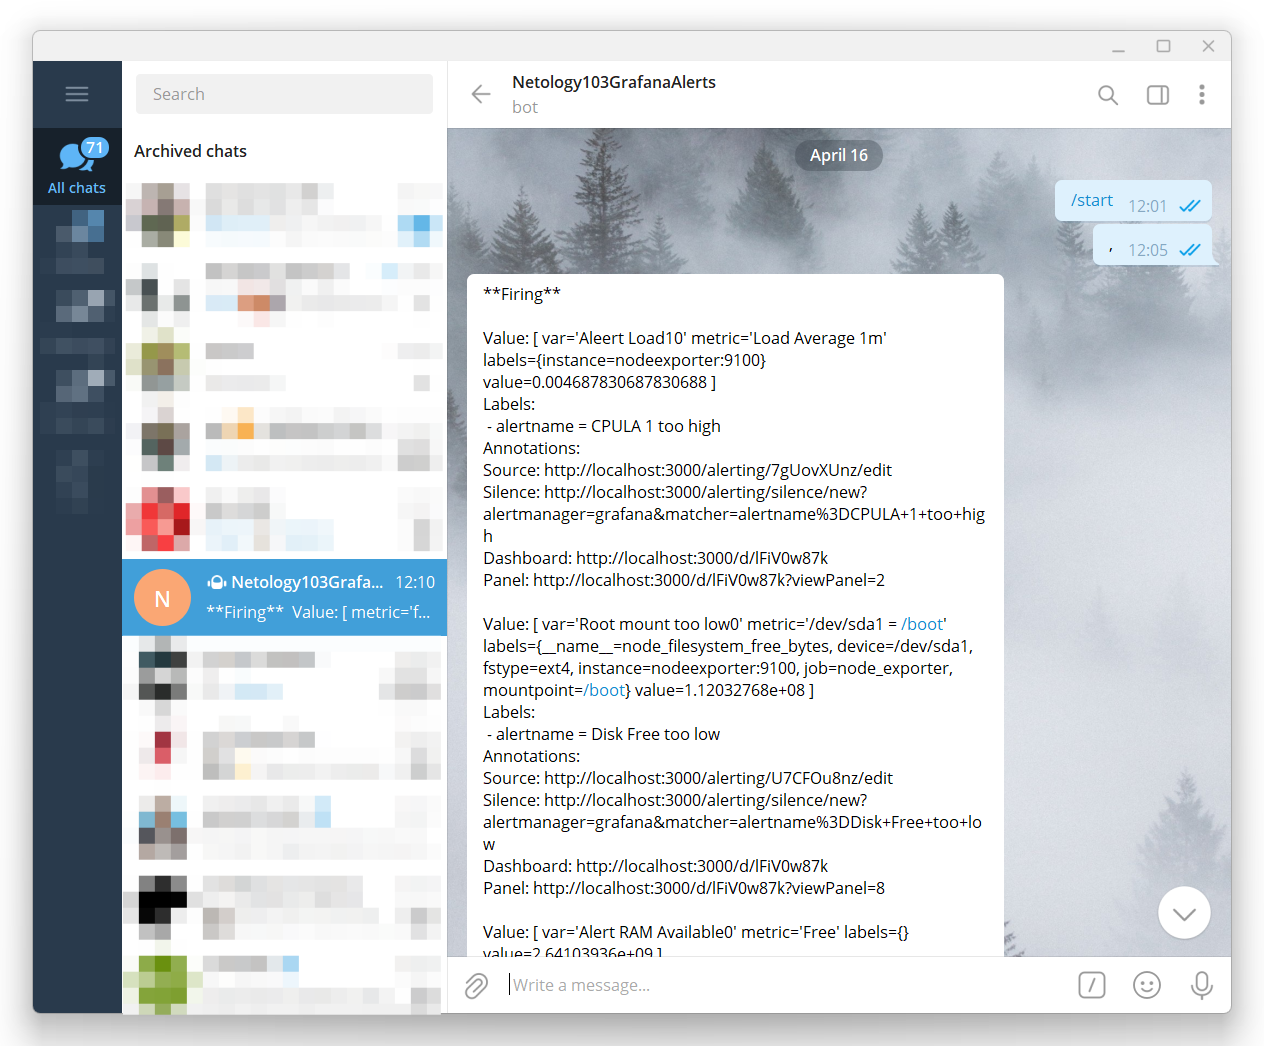 Search
Archived chats
71
All chats
Netology103Grafa... 12:10
N
**Firing** Value: [ metric='f...
Netology103GrafanaAlerts
bot
April 16
/start 12:01
, 12:05
**Firing**
Value: [ var='Aleert Load10' metric='Load Average 1m'
labels={instance=nodeexporter:9100}
value=0.004687830687830688 ]
Labels:
- alertname = CPULA 1 too high
Annotations:
Source: http://localhost:3000/alerting/7gUovXUnz/edit
Silence: http://localhost:3000/alerting/silence/new?
alertmanager=grafana&matcher=alertname%3DCPULA+1+too+hig
h
Dashboard: http://localhost:3000/d/lFiV0w87k
Panel: http://localhost:3000/d/lFiV0w87k?viewPanel=2
Value: [ var='Root mount too low0' metric='/dev/sda1 = /boot'
labels={__name__=node_filesystem_free_bytes, device=/dev/sda1,
fstype=ext4, instance=nodeexporter:9100, job=node_exporter,
mountpoint=/boot} value=1.12032768e+08 ]
Labels:
- alertname = Disk Free too low
Annotations:
Source: http://localhost:3000/alerting/U7CFOu8nz/edit
Silence: http://localhost:3000/alerting/silence/new?
alertmanager=grafana&matcher=alertname%3DDisk+Free+too+lo
w
Dashboard: http://localhost:3000/d/lFiV0w87k
Panel: http://localhost:3000/d/lFiV0w87k?viewPanel=8
Value: [ var='Alert RAM Available0' metric='Free' labels={}
value=2.64103936e+09 ]
Write a message...